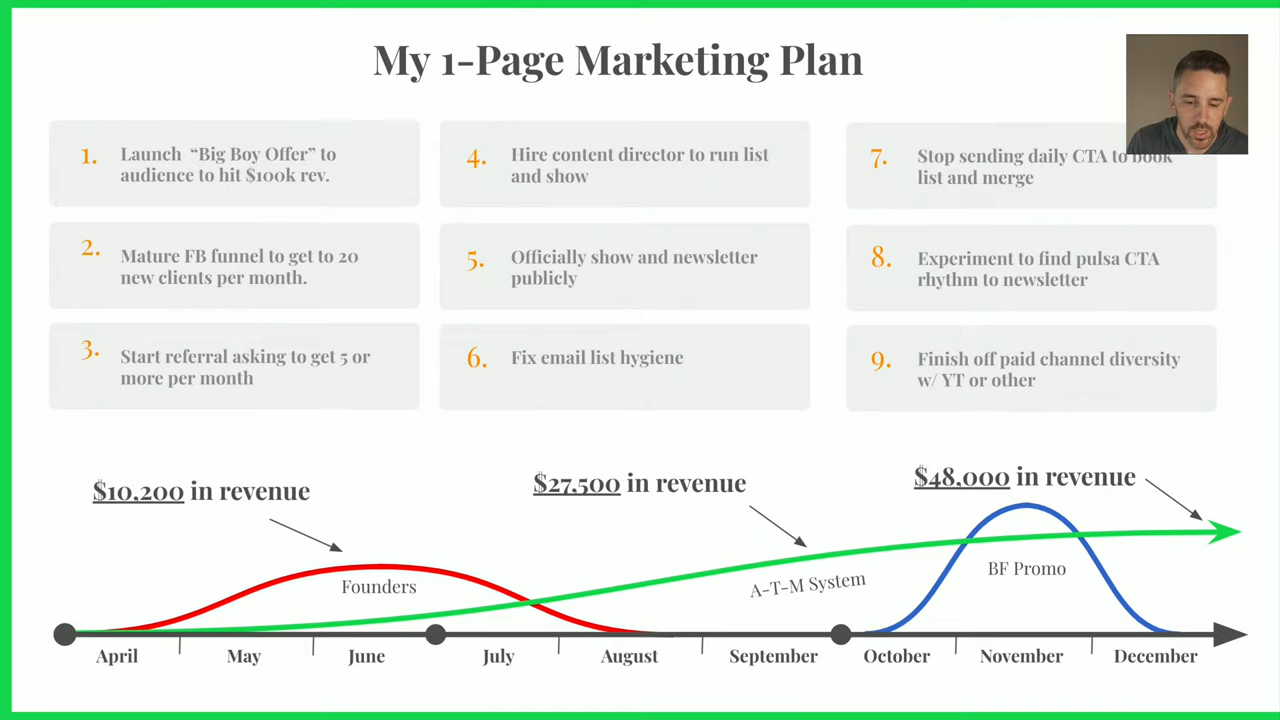 My 1-Page Marketing Plan
1.
Launch “Big Boy Offer” to
audience to hit $100k rev.
2.
Mature FB funnel to get to 20
new clients per month.
3.
Start referral asking to get 5 or
more per month
4.
Hire content director to run list
and show
5.
Officially show and newsletter
publicly
6.
Fix email list hygiene
7.
Stop sending daily CTA to book
list and merge
8.
Experiment to find pulsa CTA
rhythm to newsletter
9.
Finish off paid channel diversity
w/ YT or other
$10,200 in revenue
$27,500 in revenue
$48,000 in revenue
Founders
A-T-M System
BF Promo
April May June July August September October November December